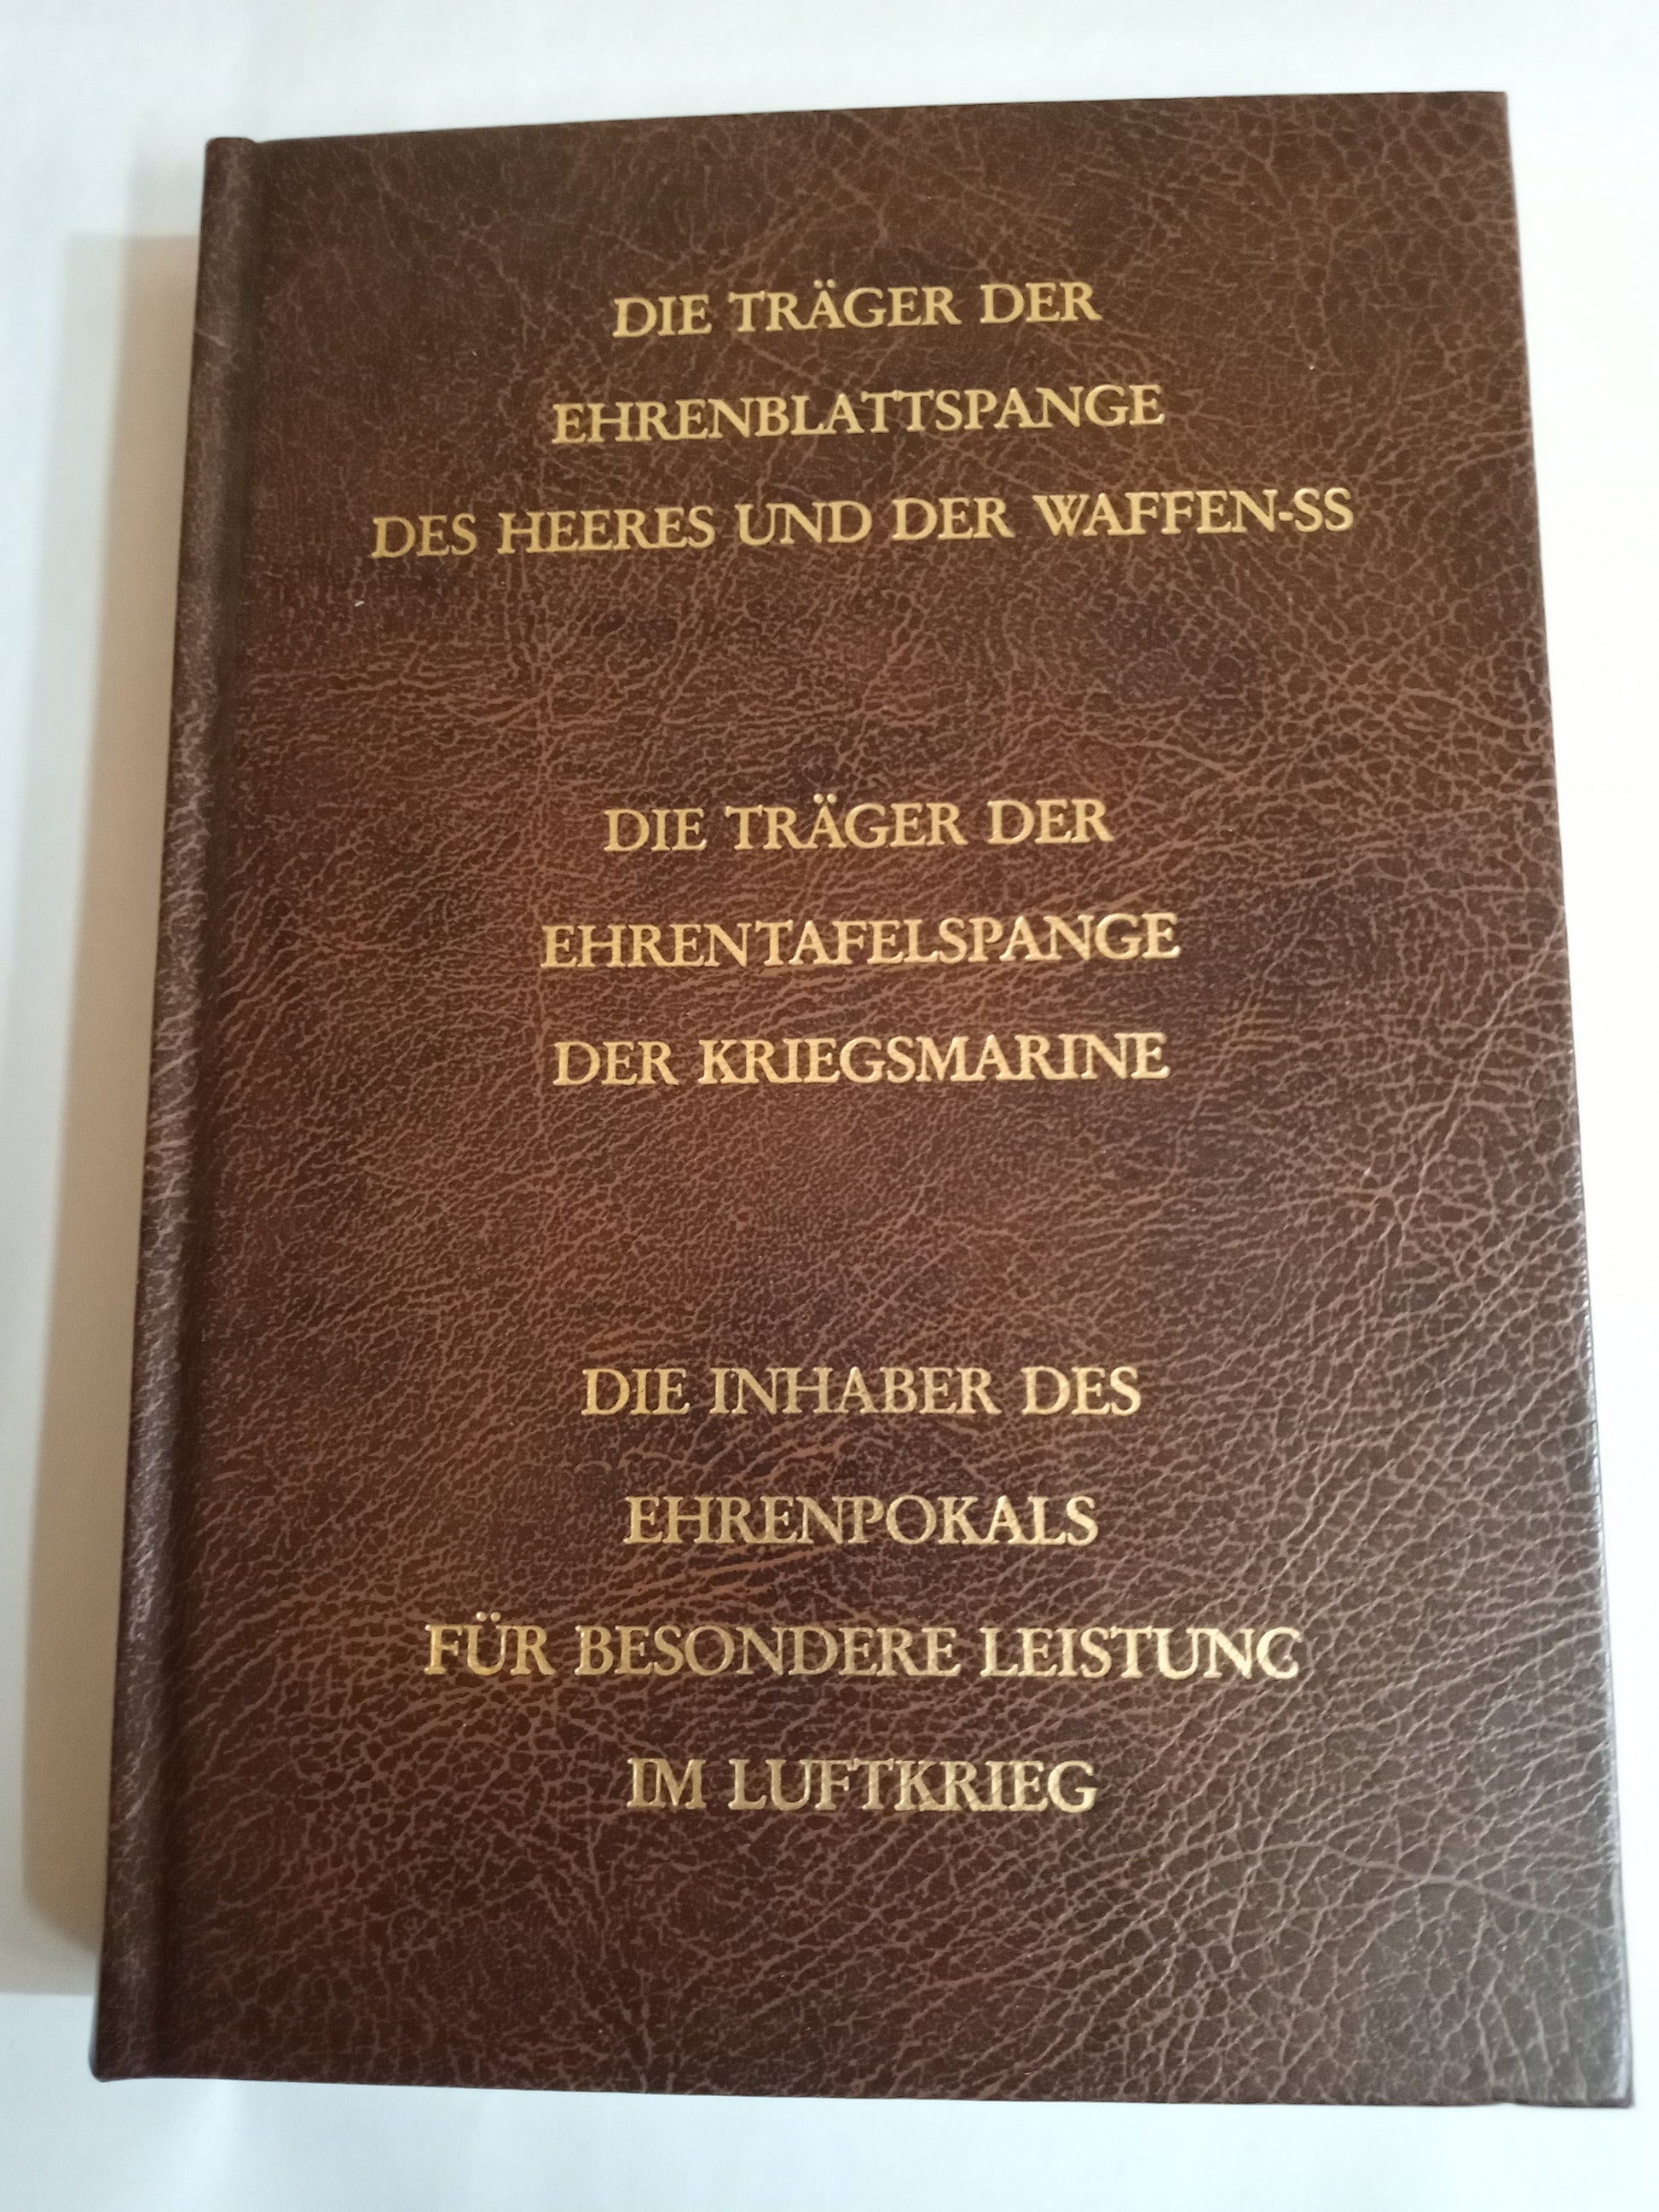 DIE TRÄGER DER
EHRENBLATTSPANGE
DES HEERES UND DER WAFFEN-SS
DIE TRÄGER DER
EHRENTAFELSPANGE
DER KRIEGSMARINE
DIE INHABER DES
EHRENPOKALS
FÜR BESONDERE LEISTUNG
IM LUFTKRIEG